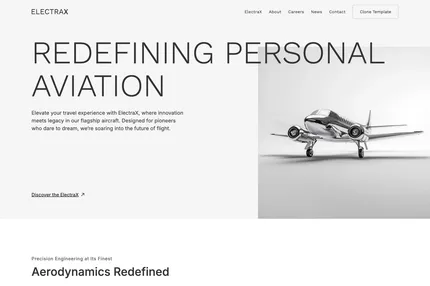 ELECTRAX
ElectraX About Careers News Contact Clone Template
REDEFINING PERSONAL
AVIATION
Elevate your travel experience with ElectraX, where innovation
meets legacy in our flagship aircraft. Designed for pioneers
who dare to dream, we're soaring into the future of flight.
Discover the ElectraX ↗
Precision Engineering at Its Finest
Aerodynamics Redefined